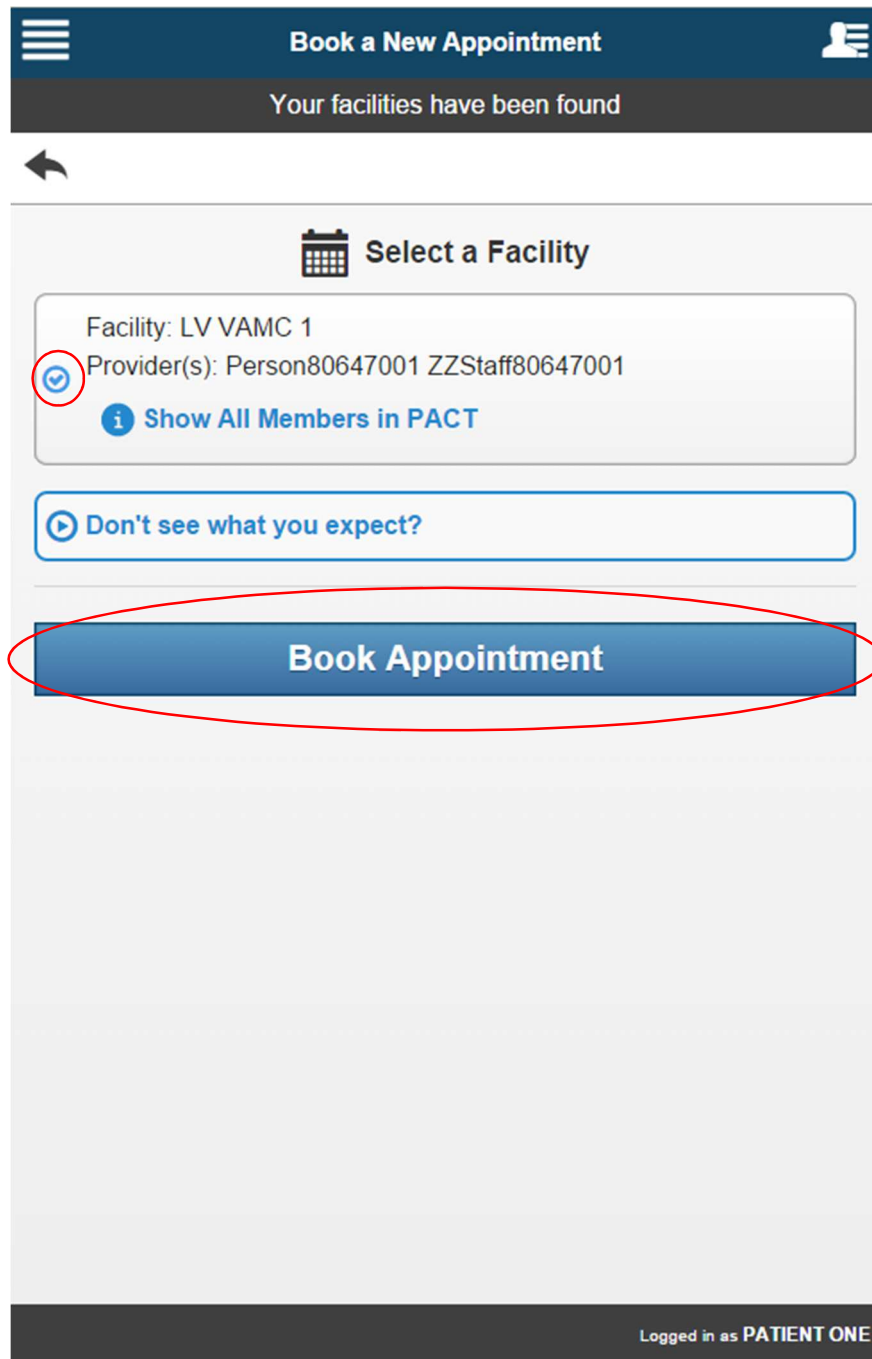 Book a New Appointment
Your facilities have been found
Select a Facility
Facility: LV VAMC 1
Provider(s): Person80647001 ZZStaff80647001
i Show All Members in PACT
Don't see what you expect?
Book Appointment
Logged in as PATIENT ONE